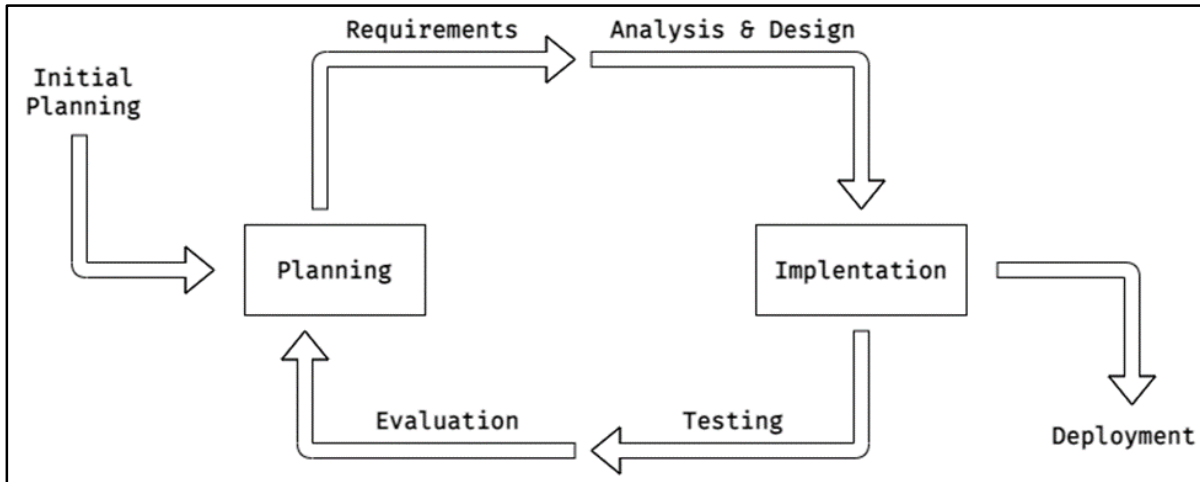 Requirements
Analysis & Design
Initial
Planning
Planning
Implentation
Evaluation
Testing
Deployment